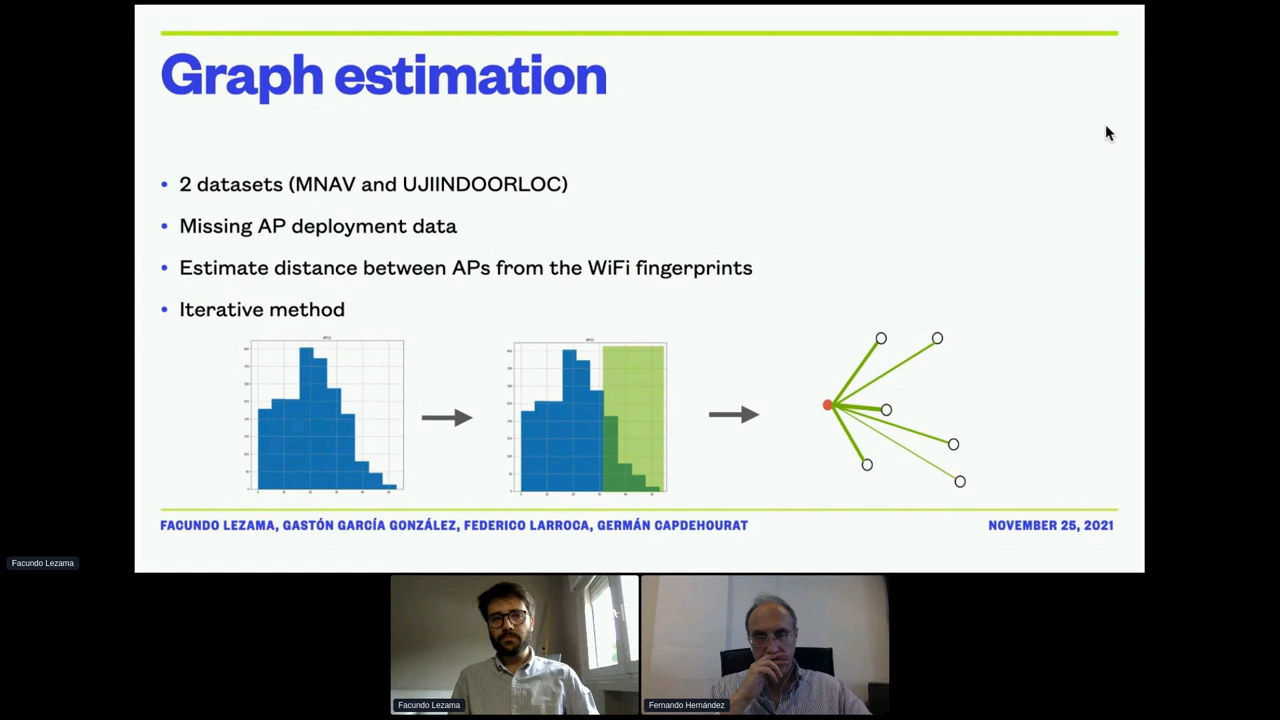 Graph estimation
• 2 datasets (MNAV and UJIINDOORLOC)
• Missing AP deployment data
• Estimate distance between APs from the WiFi fingerprints
• Iterative method
FACUNDO LEZAMA, GASTÓN GARCÍA GONZÁLEZ, FEDERICO LARROCA, GERMÁN CAPDEHOURAT
NOVEMBER 25, 2021
Facundo Lezama
Facundo Lezama
Fernando Hernández